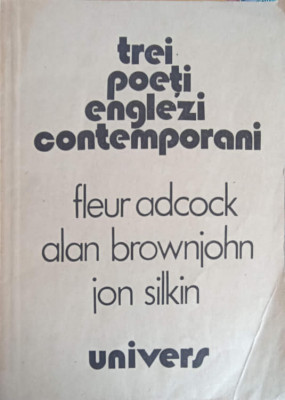 trei
poeți
englezi
contemporani
fleur adcock
alan brownjohn
jon silkin
univers